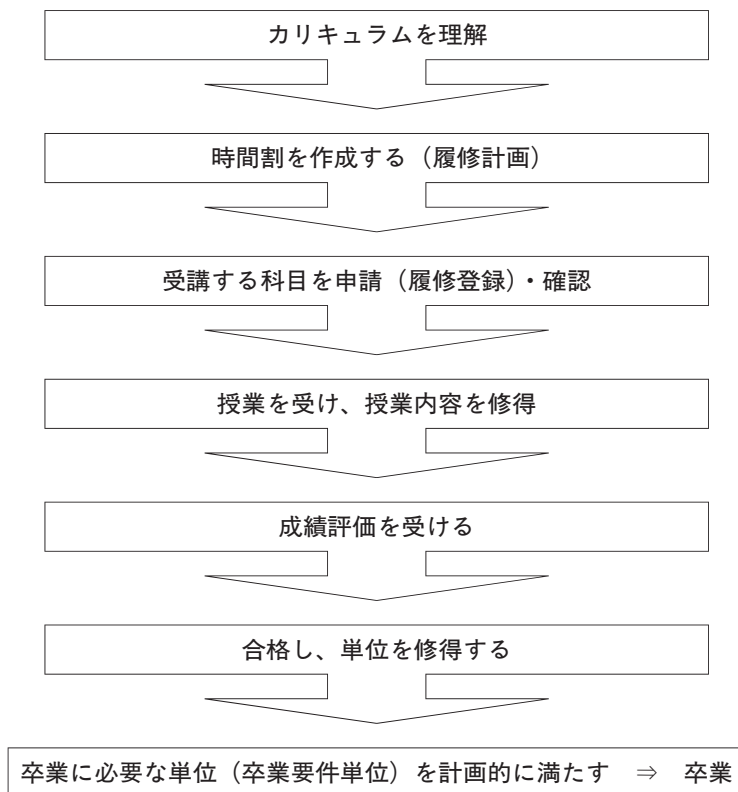 カリキュラムを理解
時間割を作成する（履修計画）
受講する科目を申請（履修登録）・確認
授業を受け、授業内容を修得
成績評価を受ける
合格し、単位を修得する
卒業に必要な単位（卒業要件単位）を計画的に満たす　⇒　卒業